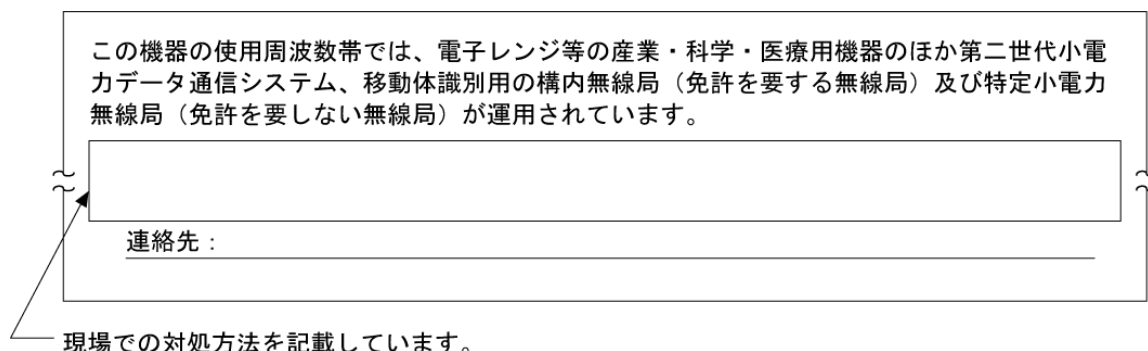 この機器の使用周波数帯では、電子レンジ等の産業・科学・医療用機器のほか第二世代小電
力データ通信システム、移動体識別用の構内無線局（免許を要する無線局）及び特定小電力
無線局（免許を要しない無線局）が運用されています。
連絡先：
現場での対処方法を記載しています。